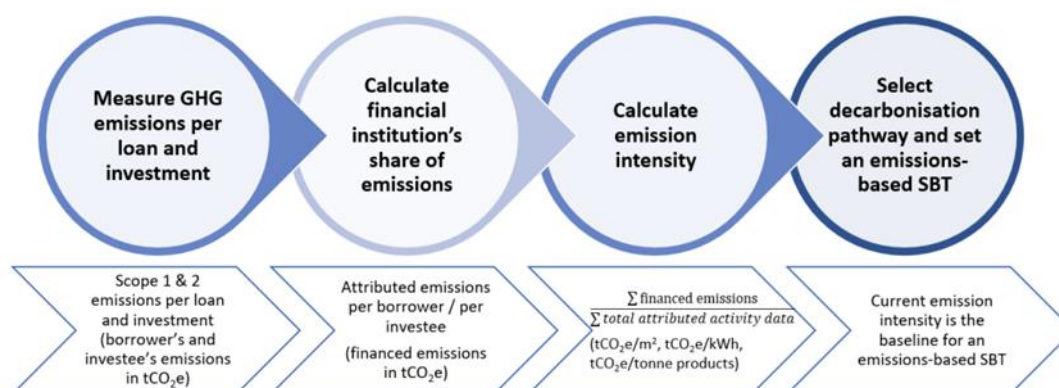 Measure GHG
emissions per
loan and
investment
Calculate
financial
institution's
share of
emissions
Calculate
emission
intensity
Select
decarbonisation
pathway and set
an emissions-
based SBT
Scope 1 & 2
emissions per loan
and investment
(borrower's and
investee's emissions
in tCO₂e)
Attributed emissions
per borrower / per
investee
(financed emissions
in tCO₂e)
∑ financed emissions
∑ total attributed activity data
(tCO₂e/m², tCO₂e/kWh,
tCO₂e/tonne products)
Current emission
intensity is the
baseline for an
emissions-based SBT